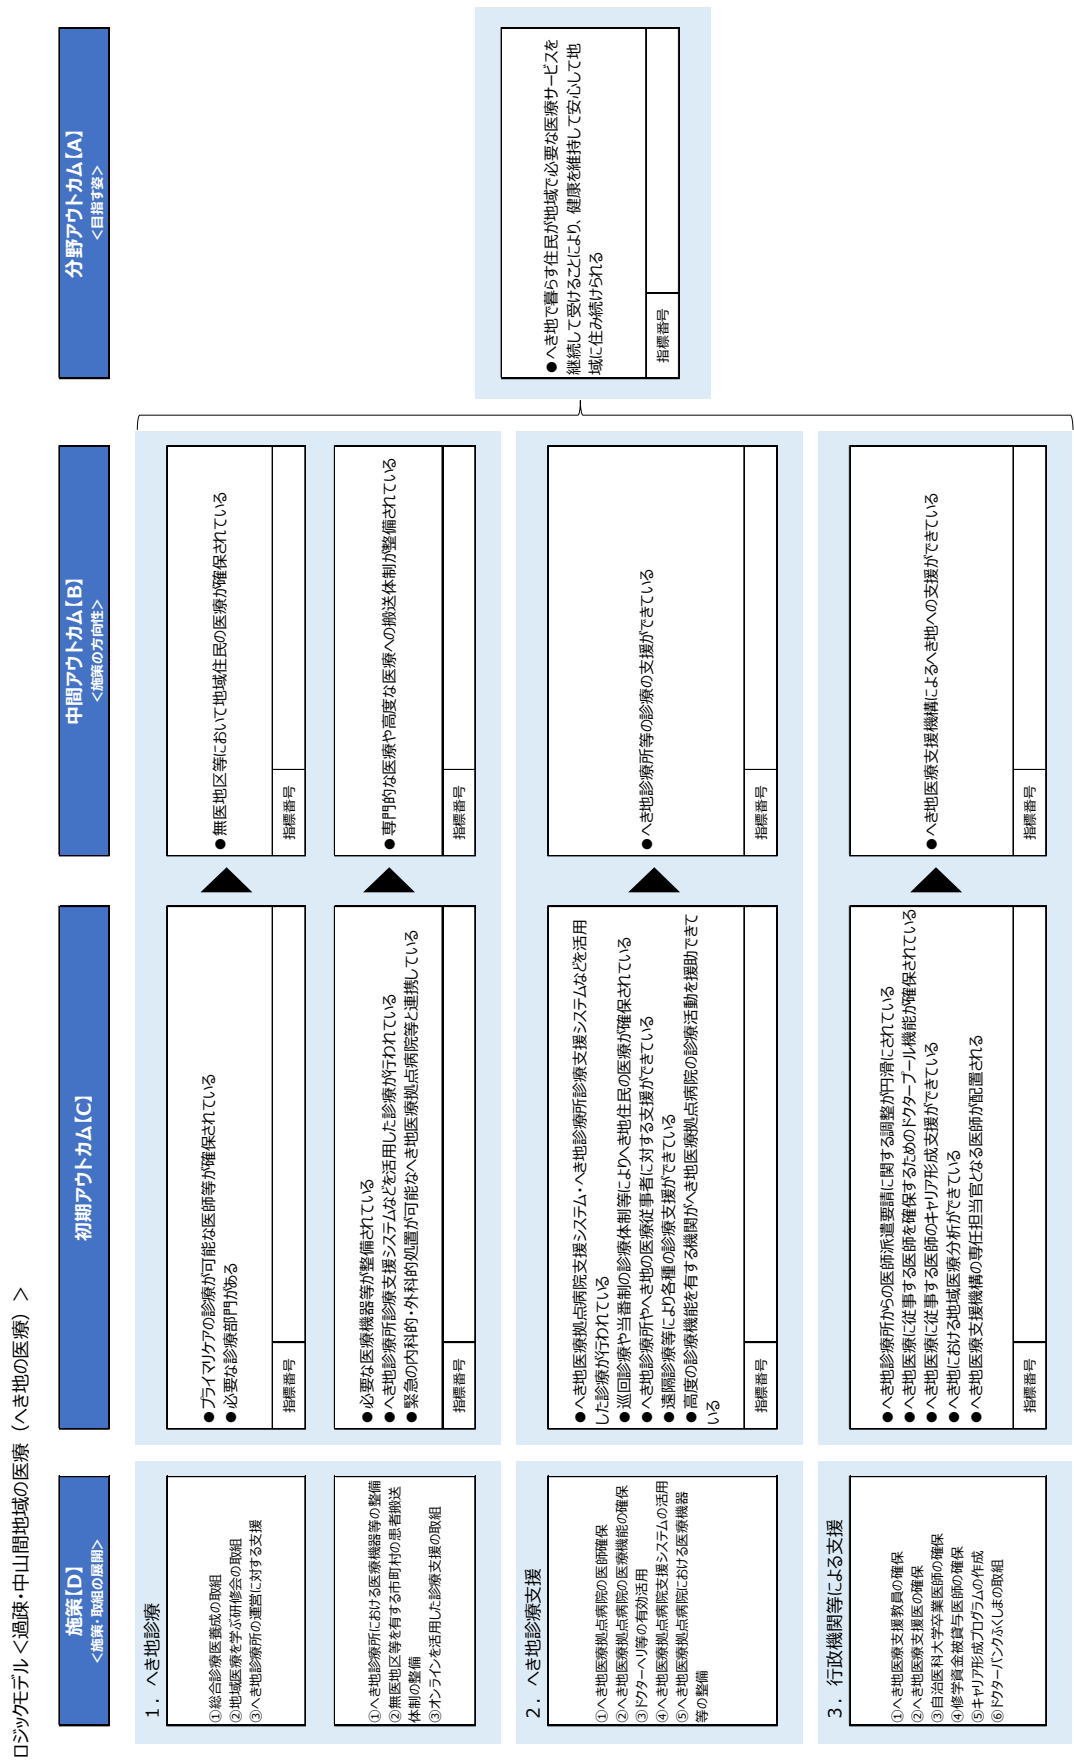 ロジックモデル＜過疎・中山間地域の医療（へき地の医療）＞
施策【D】
＜施策・取組の展開＞
初期アウトカム【C】
中間アウトカム【B】
＜施策の方向性＞
分野アウトカム【A】
＜目指す姿＞
１．へき地診療
①総合診療医養成の取組
②地域医療を学ぶ研修会の取組
③へき地診療所の運営に対する支援
●プライマリケアの診療が可能な医師等が確保されている
●必要な診療部門がある
指標番号
●無医地区等において地域住民の医療が確保されている
指標番号
①へき地診療所における医療機器等の整備
②無医地区等を有する市町村の患者搬送
体制の整備
③オンラインを活用した診療支援の取組
●必要な医療機器等が整備されている
●へき地診療所診療支援システムなどを活用した診療が行われている
●緊急の内科的・外科的処置が可能なへき地医療拠点病院等と連携している
指標番号
●専門的な医療や高度な医療への搬送体制が整備されている
指標番号
２．へき地診療支援
①へき地医療拠点病院の医師確保
②へき地医療拠点病院の医療機能の確保
③ドクターヘリ等の有効活用
④へき地医療拠点病院支援システムの活用
⑤へき地医療拠点病院における医療機器
等の整備
●へき地医療拠点病院支援システム・へき地診療所診療支援システムなどを活用
した診療が行われている
●巡回診療や当番制の診療体制等によりへき地住民の医療が確保されている
●へき地診療所やへき地の医療従事者に対する支援ができている
●遠隔診療等により各種の診療支援ができている
●高度の診療機能を有する機関がへき地医療拠点病院の診療活動を援助できて
いる
指標番号
●へき地診療所等の診療の支援ができている
指標番号
３．行政機関等による支援
①へき地医療支援教員の確保
②へき地医療支援医の確保
③自治医科大学卒業医師の確保
④修学資金被貸与医師の確保
⑤キャリア形成プログラムの作成
⑥ドクターバンクふくしまの取組
●へき地診療所からの医師派遣要請に関する調整が円滑にされている
●へき地医療に従事する医師を確保するためのドクタープール機能が確保されている
●へき地医療に従事する医師のキャリア形成支援ができている
●へき地における地域医療分析ができている
●へき地医療支援機構の専任担当官となる医師が配置される
指標番号
●へき地医療支援機構によるへき地への支援ができている
指標番号
●へき地で暮らす住民が地域で必要な医療サービスを
継続して受けることにより、健康を維持して安心して地
域に住み続けられる
指標番号